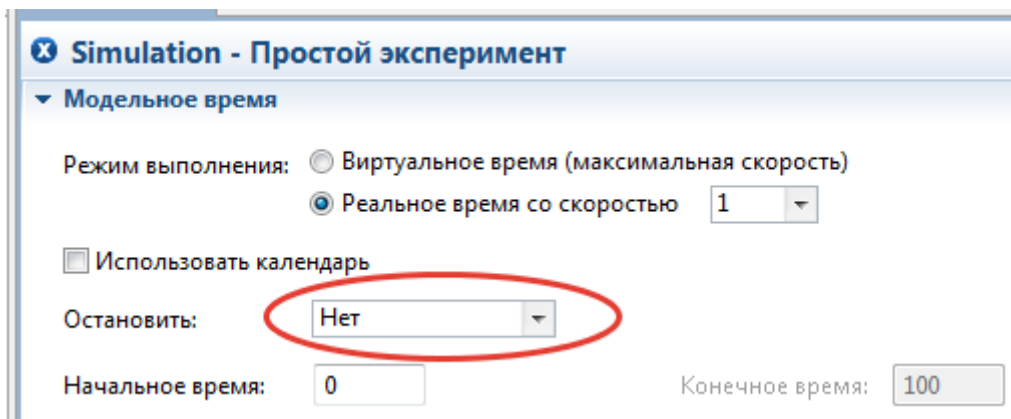 Simulation - Простой эксперимент
Модельное время
Режим выполнения: Виртуальное время (максимальная скорость)
Реальное время со скоростью 1
Использовать календарь
Остановить: Нет
Начальное время: 0 Конечное время: 100